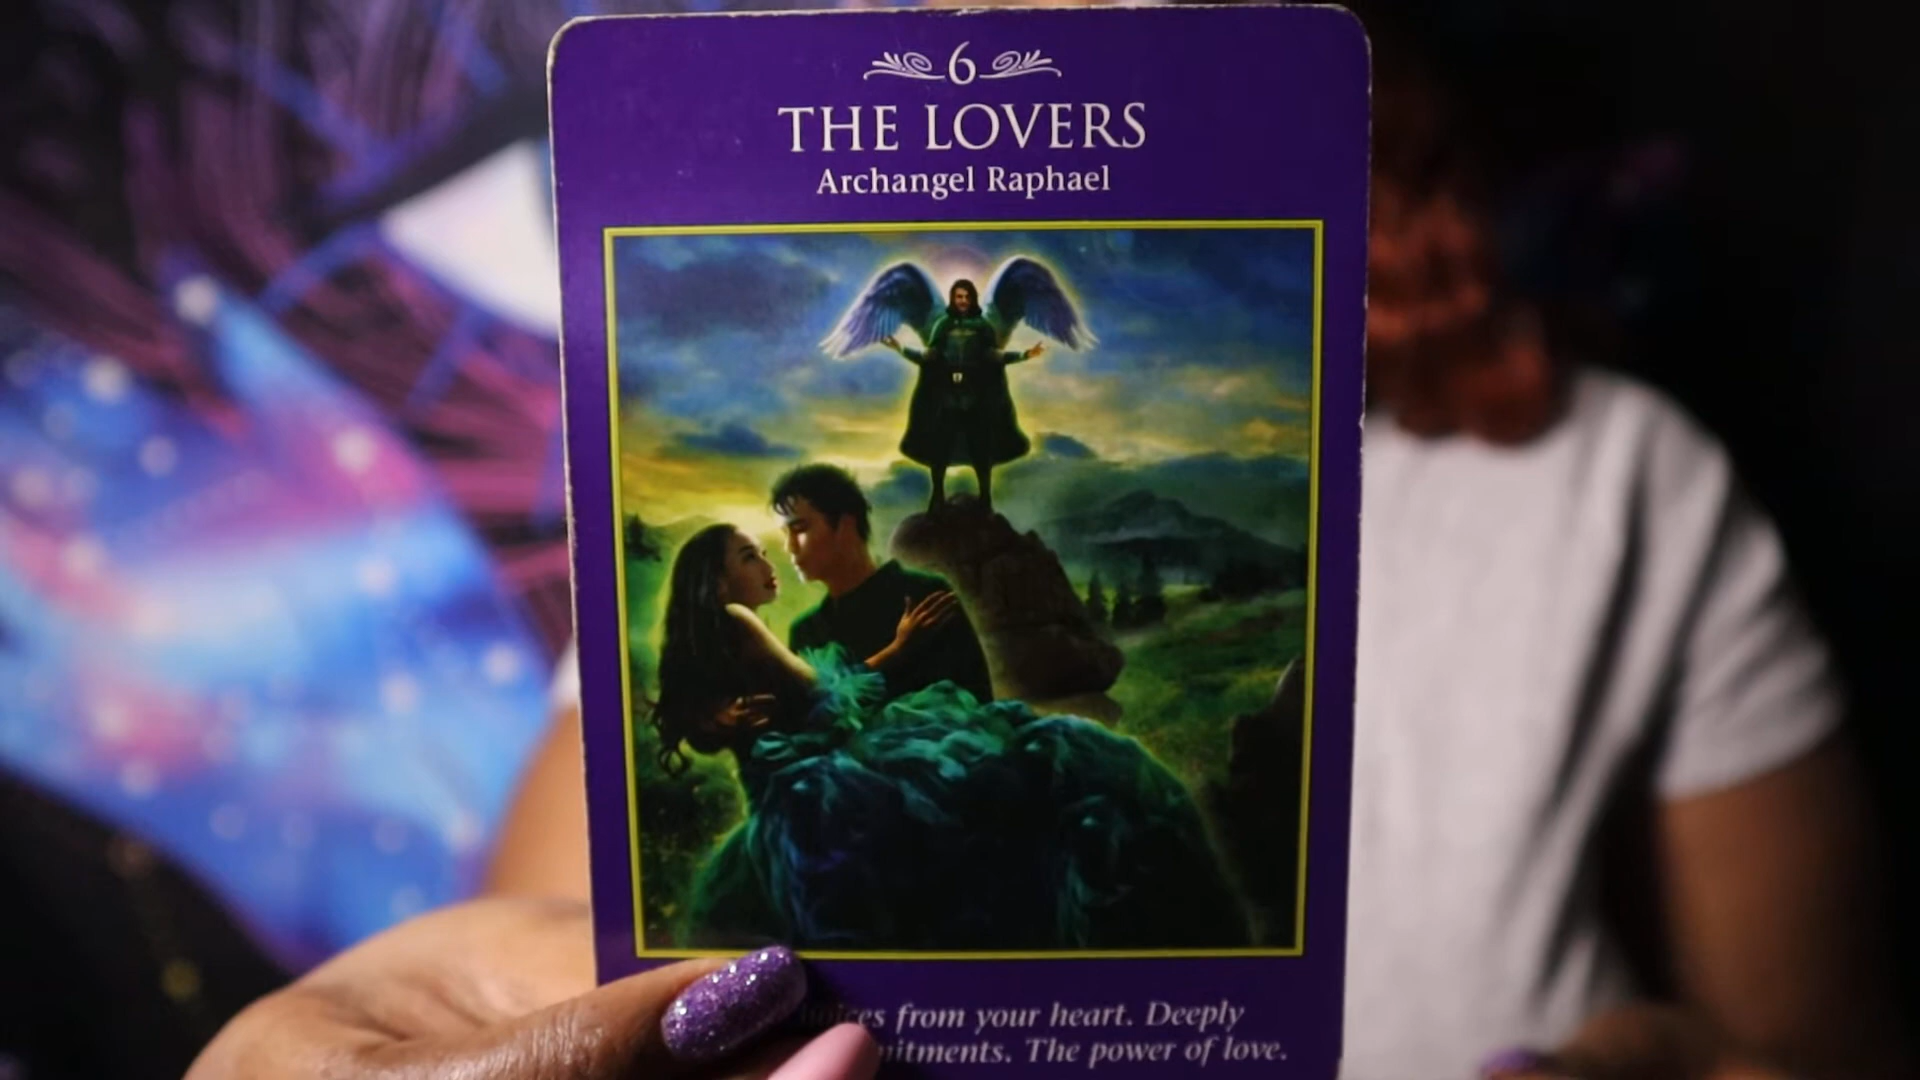 6
THE LOVERS
Archangel Raphael
from your heart. Deeply
The power of love.